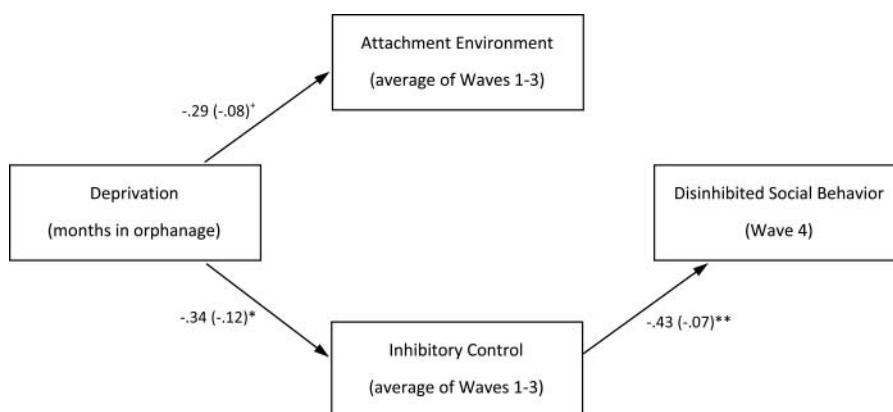 Attachment Environment
(average of Waves 1-3)
-.29 (-.08)⁺
Deprivation
(months in orphanage)
Disinhibited Social Behavior
(Wave 4)
-.34 (-.12)*
-.43 (-.07)**
Inhibitory Control
(average of Waves 1-3)